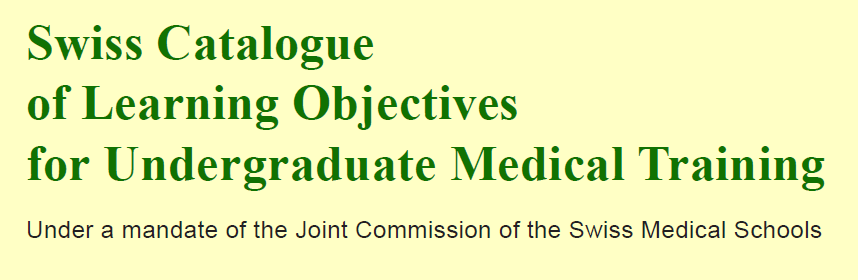 Swiss Catalogue
of Learning Objectives
for Undergraduate Medical Training
Under a mandate of the Joint Commission of the Swiss Medical Schools